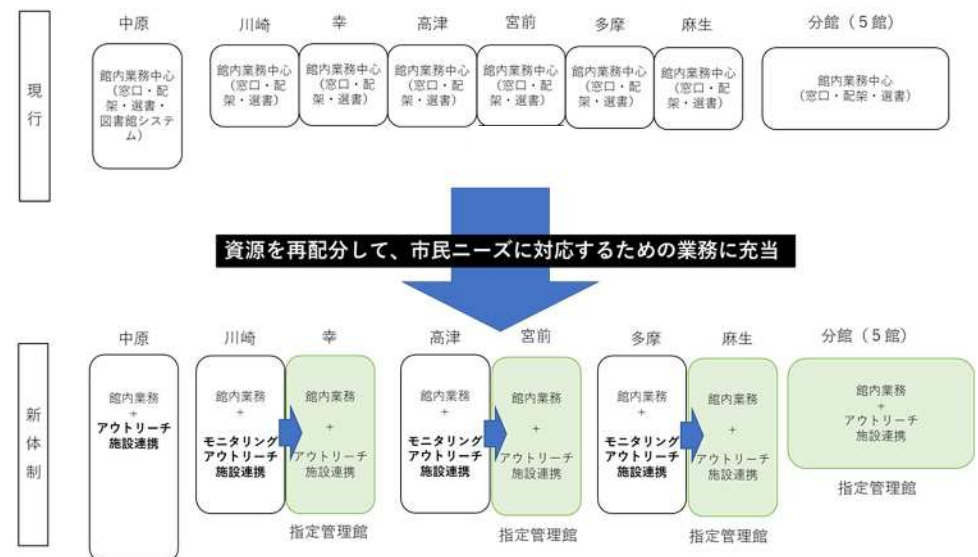 現行
中原
川崎
幸
高津
宮前
多摩
麻生
分館（5館）
館内業務中心
（窓口・配
架・選書・
図書館システ
ム）
館内業務中心
（窓口・配
架・選書）
館内業務中心
（窓口・配
架・選書）
館内業務中心
（窓口・配
架・選書）
館内業務中心
（窓口・配
架・選書）
館内業務中心
（窓口・配
架・選書）
館内業務中心
（窓口・配
架・選書）
館内業務中心
（窓口・配架・選書）
資源を再配分して、市民ニーズに対応するための業務に充当
新体制
中原
川崎
幸
高津
宮前
多摩
麻生
分館（5館）
館内業務
+
アウトリーチ
施設連携
館内業務
+
モニタリング
アウトリーチ
施設連携
館内業務
+
アウトリーチ
施設連携
館内業務
+
モニタリング
アウトリーチ
施設連携
館内業務
+
アウトリーチ
施設連携
館内業務
+
モニタリング
アウトリーチ
施設連携
館内業務
+
アウトリーチ
施設連携
館内業務
+
アウトリーチ
施設連携
指定管理館
指定管理館
指定管理館
指定管理館